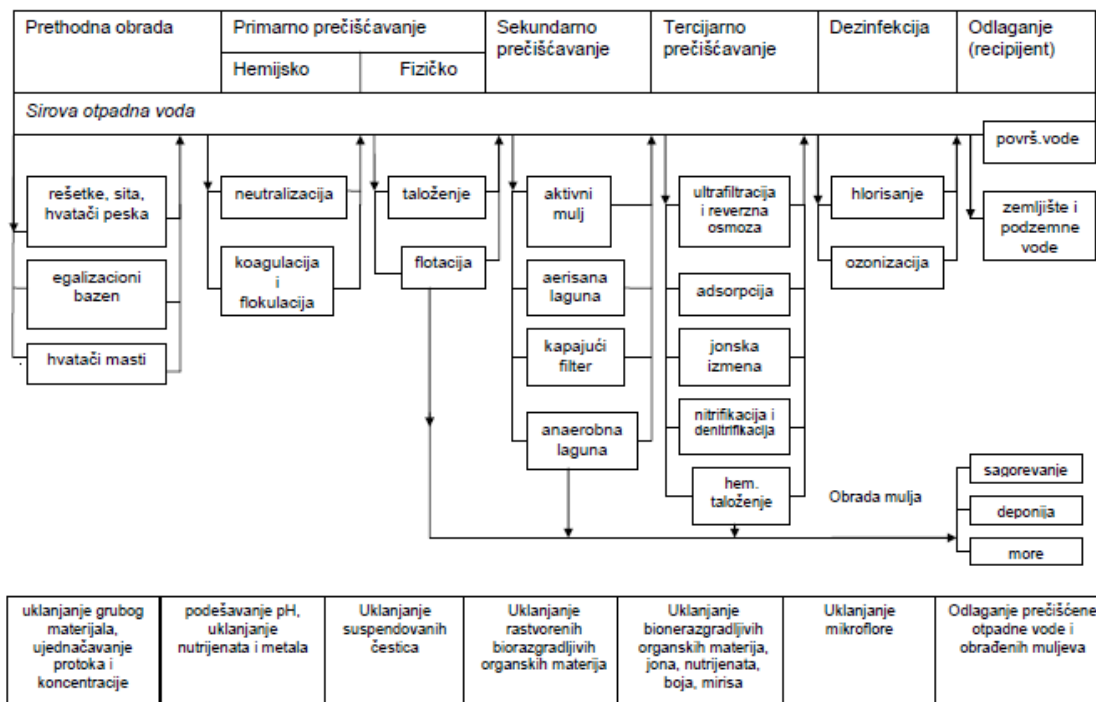 Prethodna obrada
Primarno prečišćavanje
Sekundarno
prečišćavanje
Tercijarno
prečišćavanje
Dezinfekcija
Odlaganje
(recipijent)
Hemijsko
Fizičko
Sirova otpadna voda
rešetke, sita,
hvatači peska
egalizacioni
bazen
hvatači masti
neutralizacija
koagulacija
i
flokulacija
taloženje
flotacija
aktivni
mulj
aerisana
laguna
kapajući
filter
anaerobna
laguna
ultrafiltracija
i reverzna
osmoza
adsorpcija
jonska
izmena
nitrifikacija i
denitrifikacija
hem.
taloženje
hlorisanje
ozonizacija
površ.vode
zemljište i
podzemne
vode
Obrada mulja
sagorevanje
deponija
more
uklanjanje grubog
materijala,
ujednačavanje
protoka i
koncentracije
podešavanje pH,
uklanjanje
nutrijenata i metala
Uklanjanje
suspendovanih
čestica
Uklanjanje
rastvorenih
biorazgradljivih
organskih materija
Uklanjanje
bionerazgradljivih
organskih materija,
jona, nutrijenata,
boja, mirisa
Uklanjanje
mikroflore
Odlaganje prečišćene
otpadne vode i
obrađenih muljeva